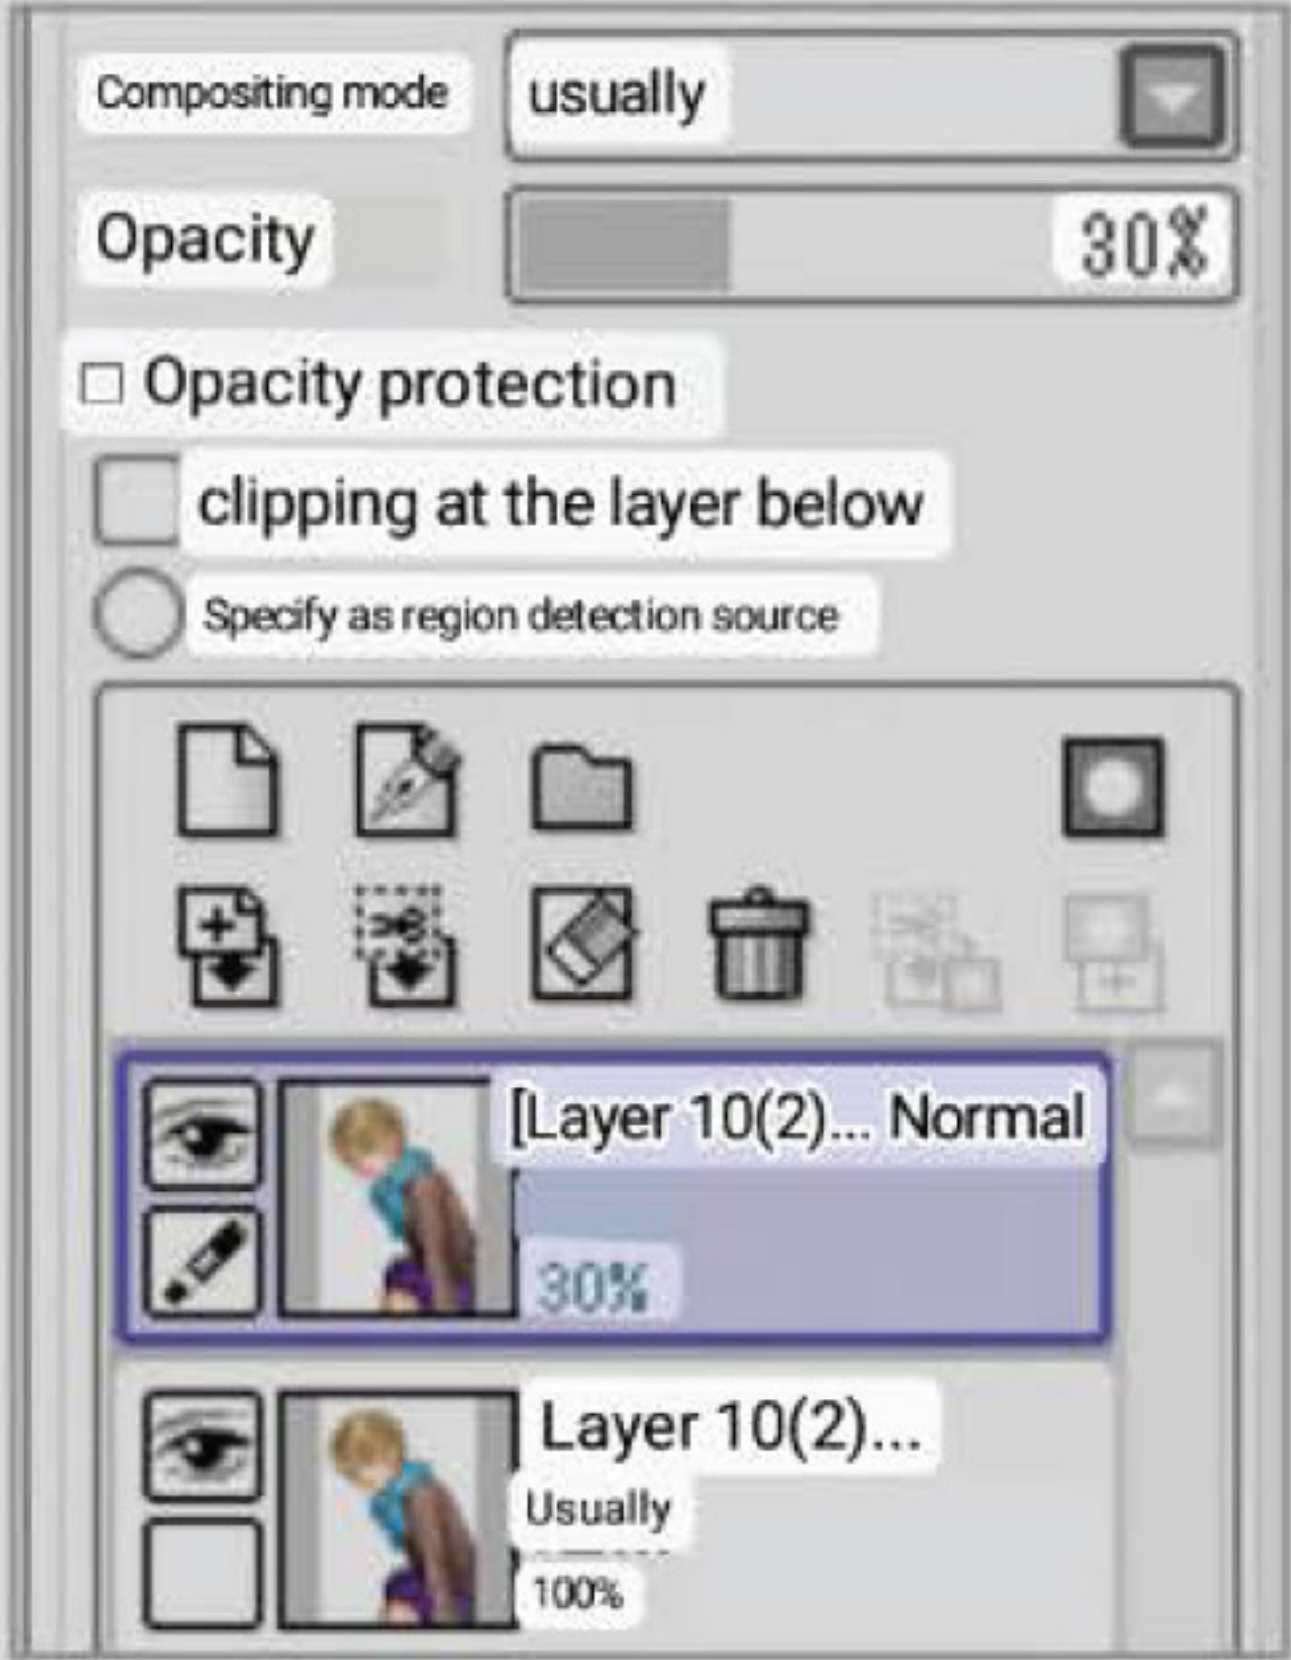 Compositing mode
usually
Opacity
30%
Opacity protection
clipping at the layer below
Specify as region detection source
[Layer 10(2)... Normal
30%
Layer 10(2)...
Usually
100%